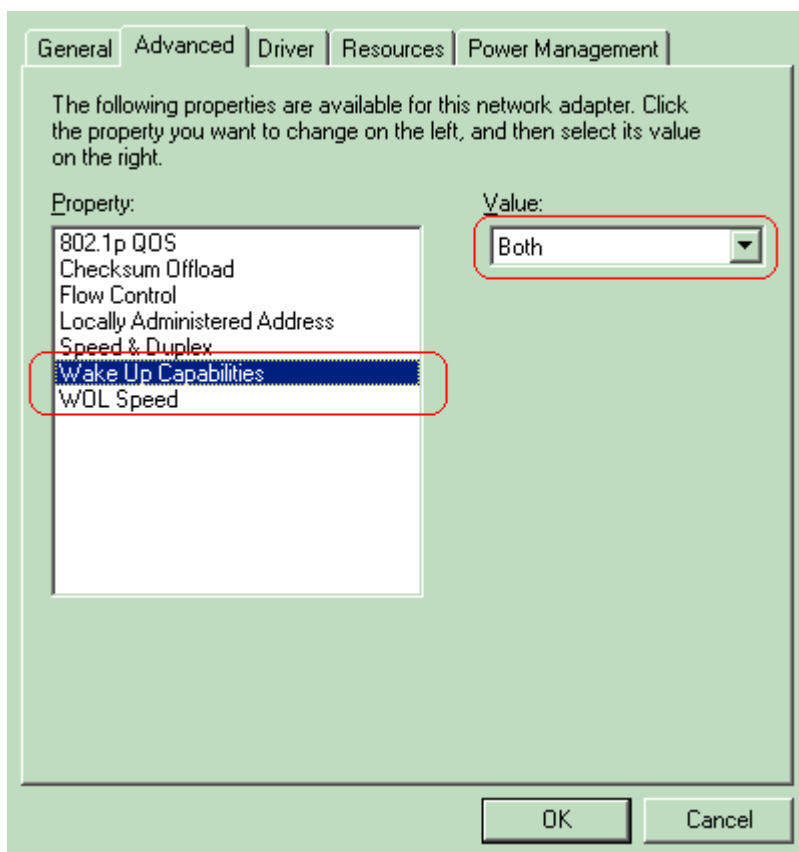 General Advanced Driver Resources Power Management
The following properties are available for this network adapter. Click
the property you want to change on the left, and then select its value
on the right.
Property:
802.1p QOS
Checksum Offload
Flow Control
Locally Administered Address
Speed & Duplex
Wake Up Capabilities
WOL Speed
Value:
Both
OK Cancel